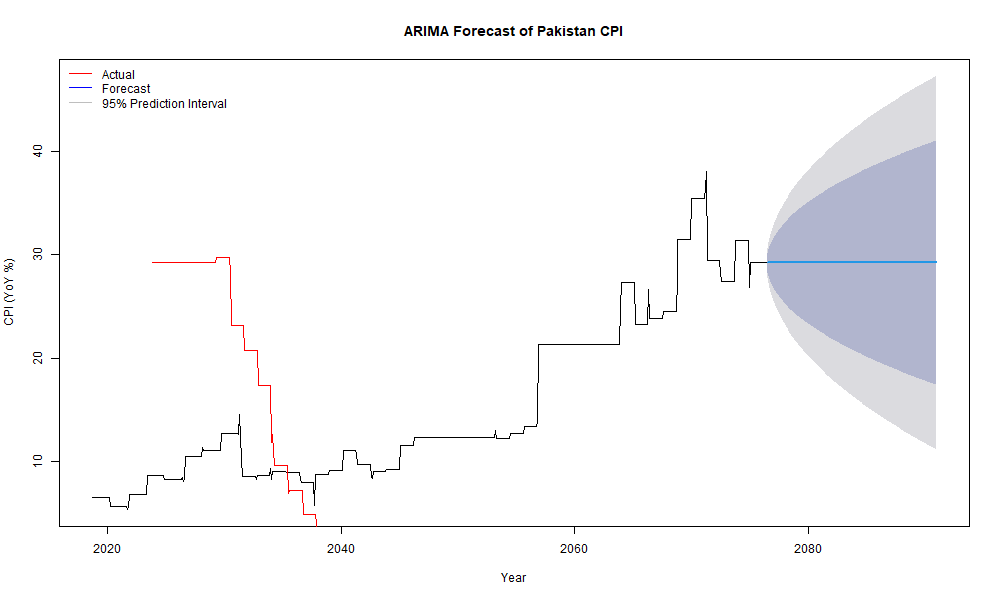 ARIMA Forecast of Pakistan CPI
Actual
Forecast
95% Prediction Interval
40
30
20
10
CPI (YoY %)
2020 2040 2060 2080
Year